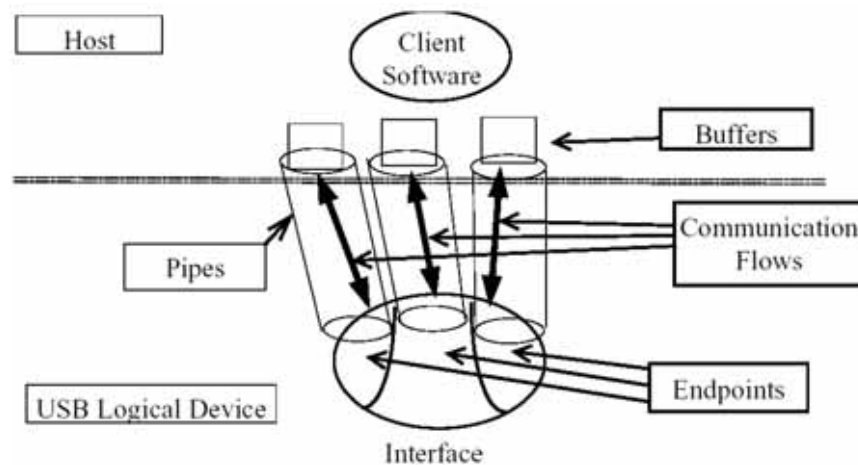 Host
Client
Software
Buffers
Communication
Flows
Pipes
Endpoints
USB Logical Device
Interface